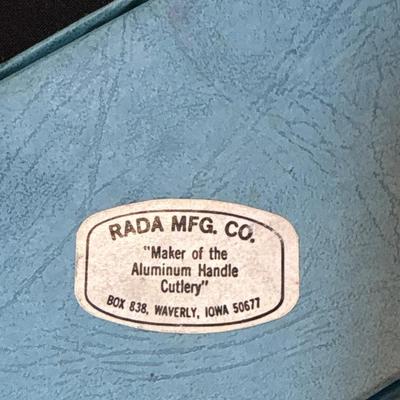 RADA MFG. CO.
"Maker of the
Aluminum Handle
Cutlery"
BOX 838, WAVERLY, IOWA 50677